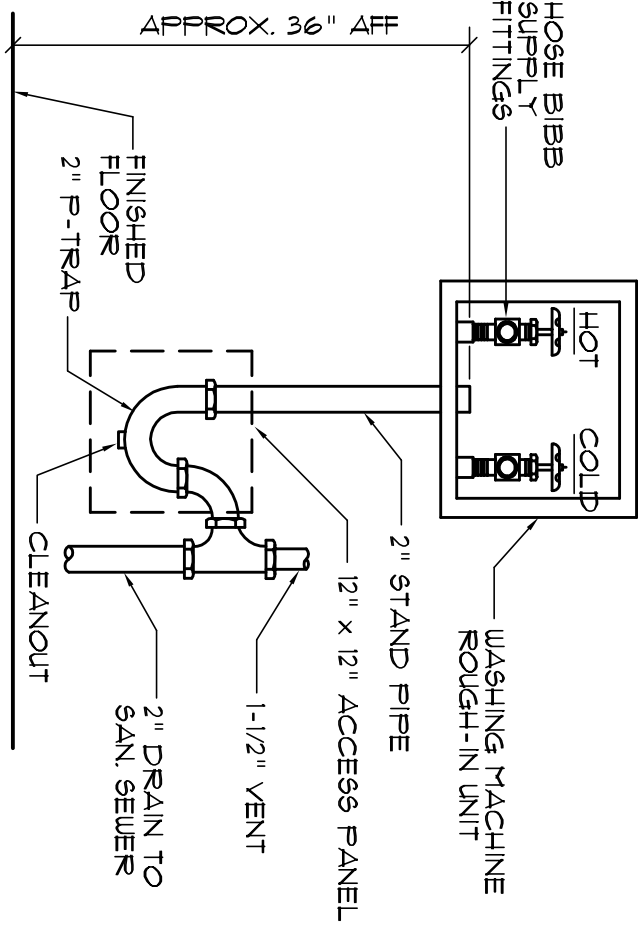 HOSE BIBB
SUPPLY
FITTINGS
HOT
COLD
WASHING MACHINE
ROUGH-IN UNIT
APPROX. 36" AFF
2" STAND PIPE
12" x 12" ACCESS PANEL
1-1/2" VENT
FINISHED
FLOOR
2" P-TRAP
CLEANOUT
2" DRAIN TO
SAN. SEWER